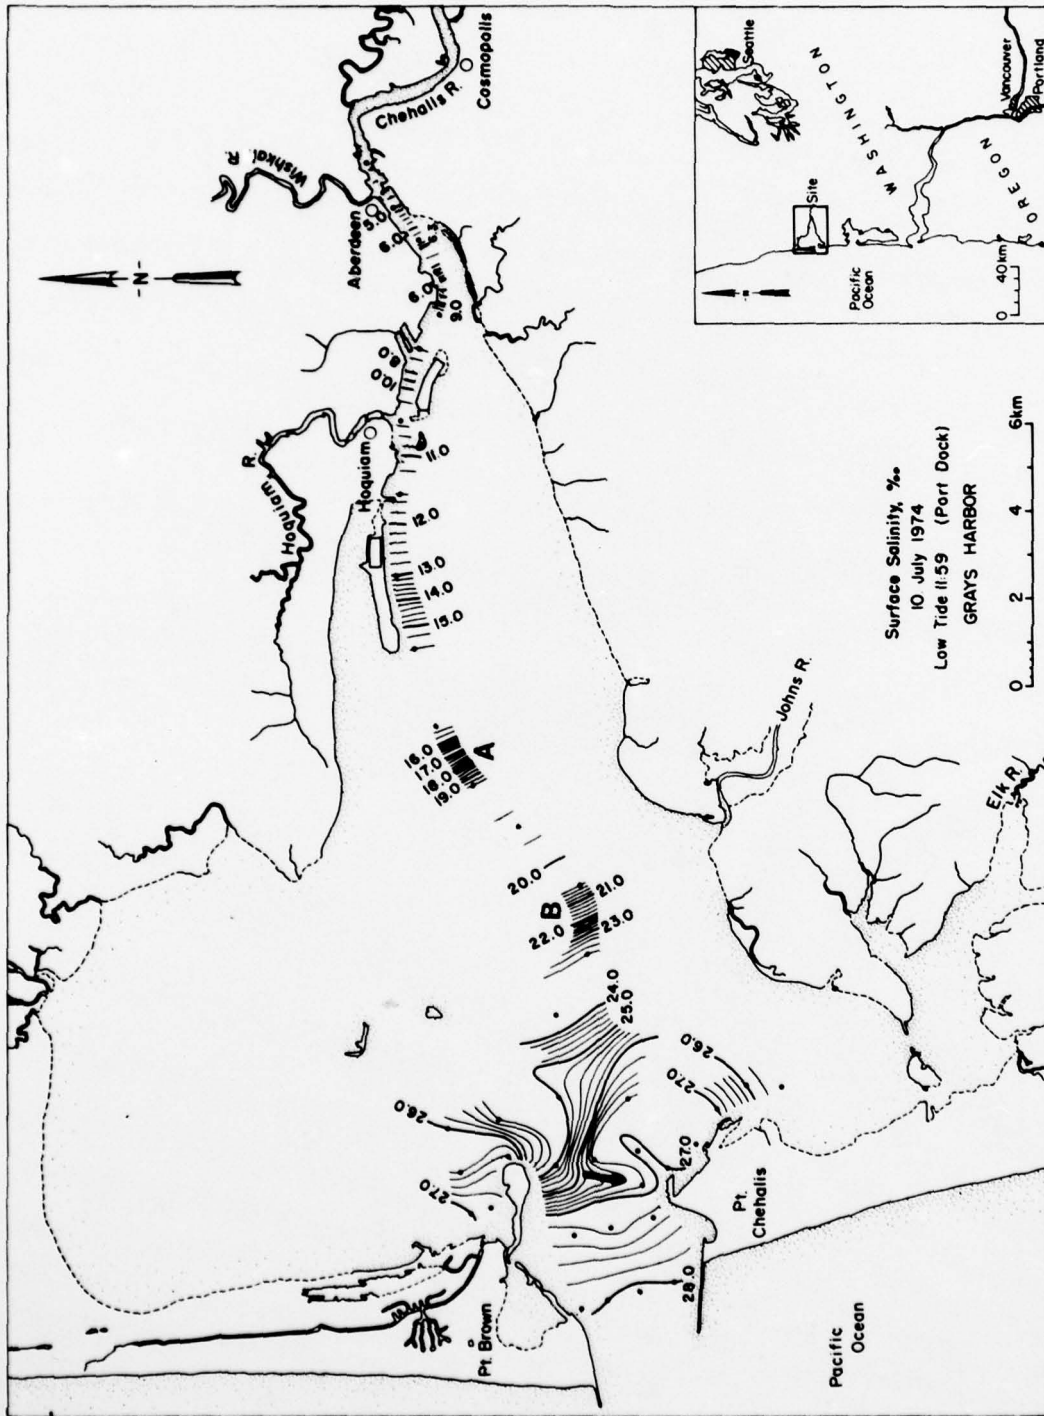 Surface Salinity, ‰
10 July 1974
Low Tide 11:59 (Port Dock)
GRAYS HARBOR
0 2 4 6km
-N-
Wishkah R.
Chehalis R.
Cosmopolis
Aberdeen
Hoquiam R.
Hoquiam
Johns R.
Elk R.
Pt. Brown
Pt. Chehalis
Pacific
Ocean
5.0
6.0
9.0
8.0
10.0
11.0
12.0
13.0
14.0
15.0
16.0
17.0
18.0
19.0
A
20.0
B
21.0
22.0
23.0
24.0
25.0
26.0
27.0
26.0
27.0
27.0
28.0
Seattle
WASHINGTON
Site
Pacific
Ocean
Vancouver
Portland
OREGON
0 40km